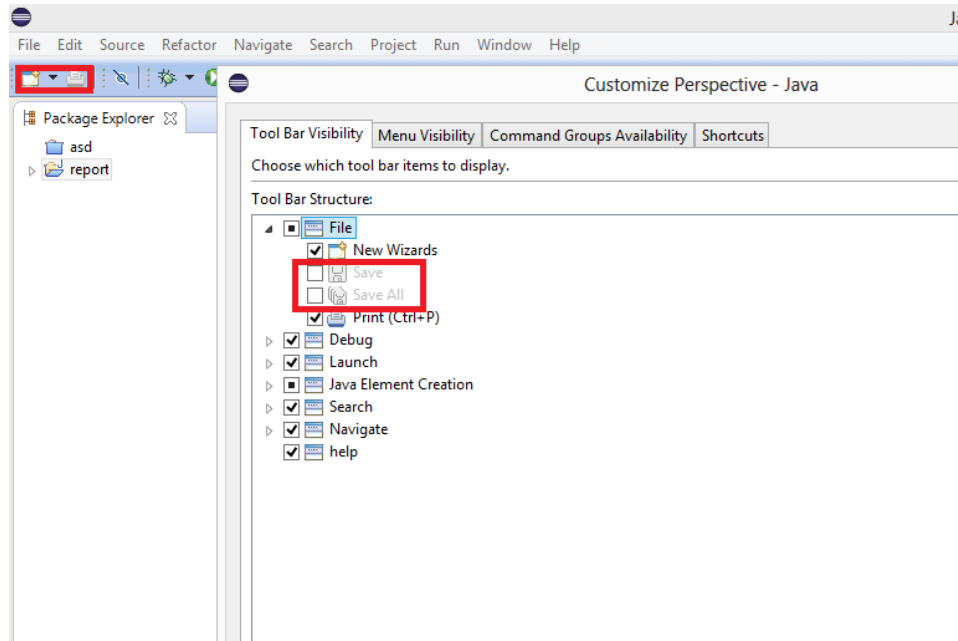 Ja
File Edit Source Refactor Navigate Search Project Run Window Help
Customize Perspective - Java
Package Explorer
asd
report
Tool Bar Visibility Menu Visibility Command Groups Availability Shortcuts
Choose which tool bar items to display.
Tool Bar Structure:
File
New Wizards
Save
Save All
Print (Ctrl+P)
Debug
Launch
Java Element Creation
Search
Navigate
help